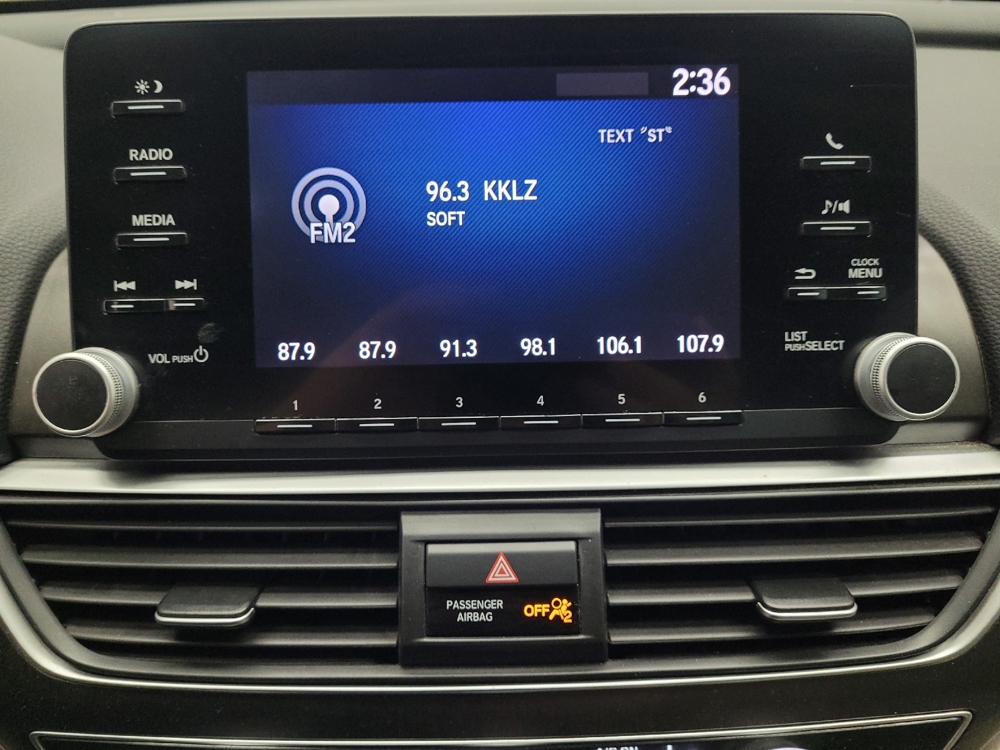 2:36
TEXT "ST"
RADIO
MEDIA
VOL PUSH
96.3 KKLZ
SOFT
FM2
87.9 87.9 91.3 98.1 106.1 107.9
1 2 3 4 5 6
CLOCK
MENU
LIST
PUSH SELECT
PASSENGER
AIRBAG
OFF
2